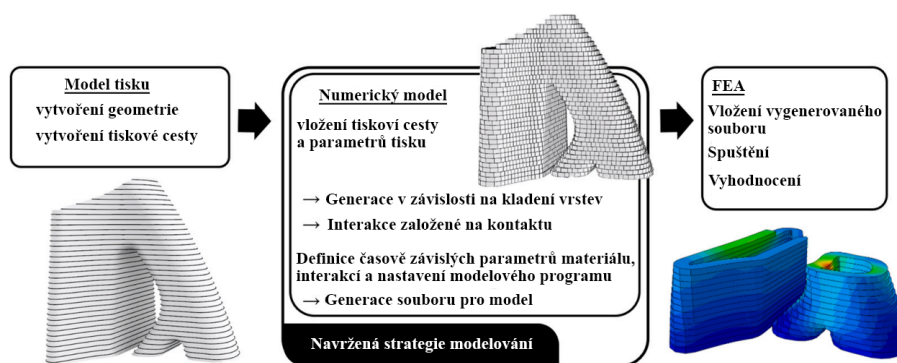 Model tisku
vytvoření geometrie
vytvoření tiskové cesty
Numerický model
vložení tiskoví cesty
a parametrů tisku
→ Generace v závislosti na kladení vrstev
→ Interakce založené na kontaktu
Definice časově závislých parametrů materiálu,
interakcí a nastavení modelového programu
→ Generace souboru pro model
Navržená strategie modelování
FEA
Vložení vygenerovaného
souboru
Spuštění
Vyhodnocení